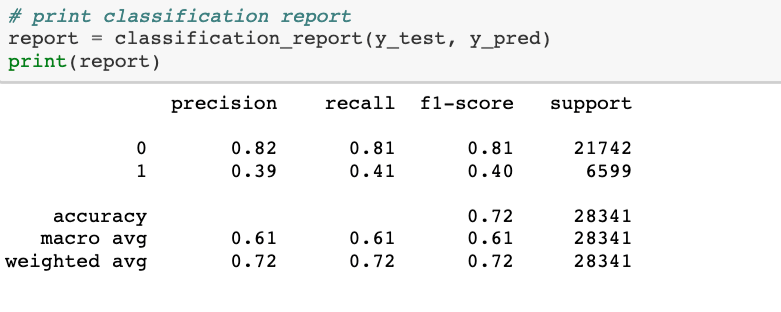 # print classification report
report = classification_report(y_test, y_pred)
print(report)
precision recall f1-score support
0 0.82 0.81 0.81 21742
1 0.39 0.41 0.40 6599
accuracy 0.72 28341
macro avg 0.61 0.61 0.61 28341
weighted avg 0.72 0.72 0.72 28341